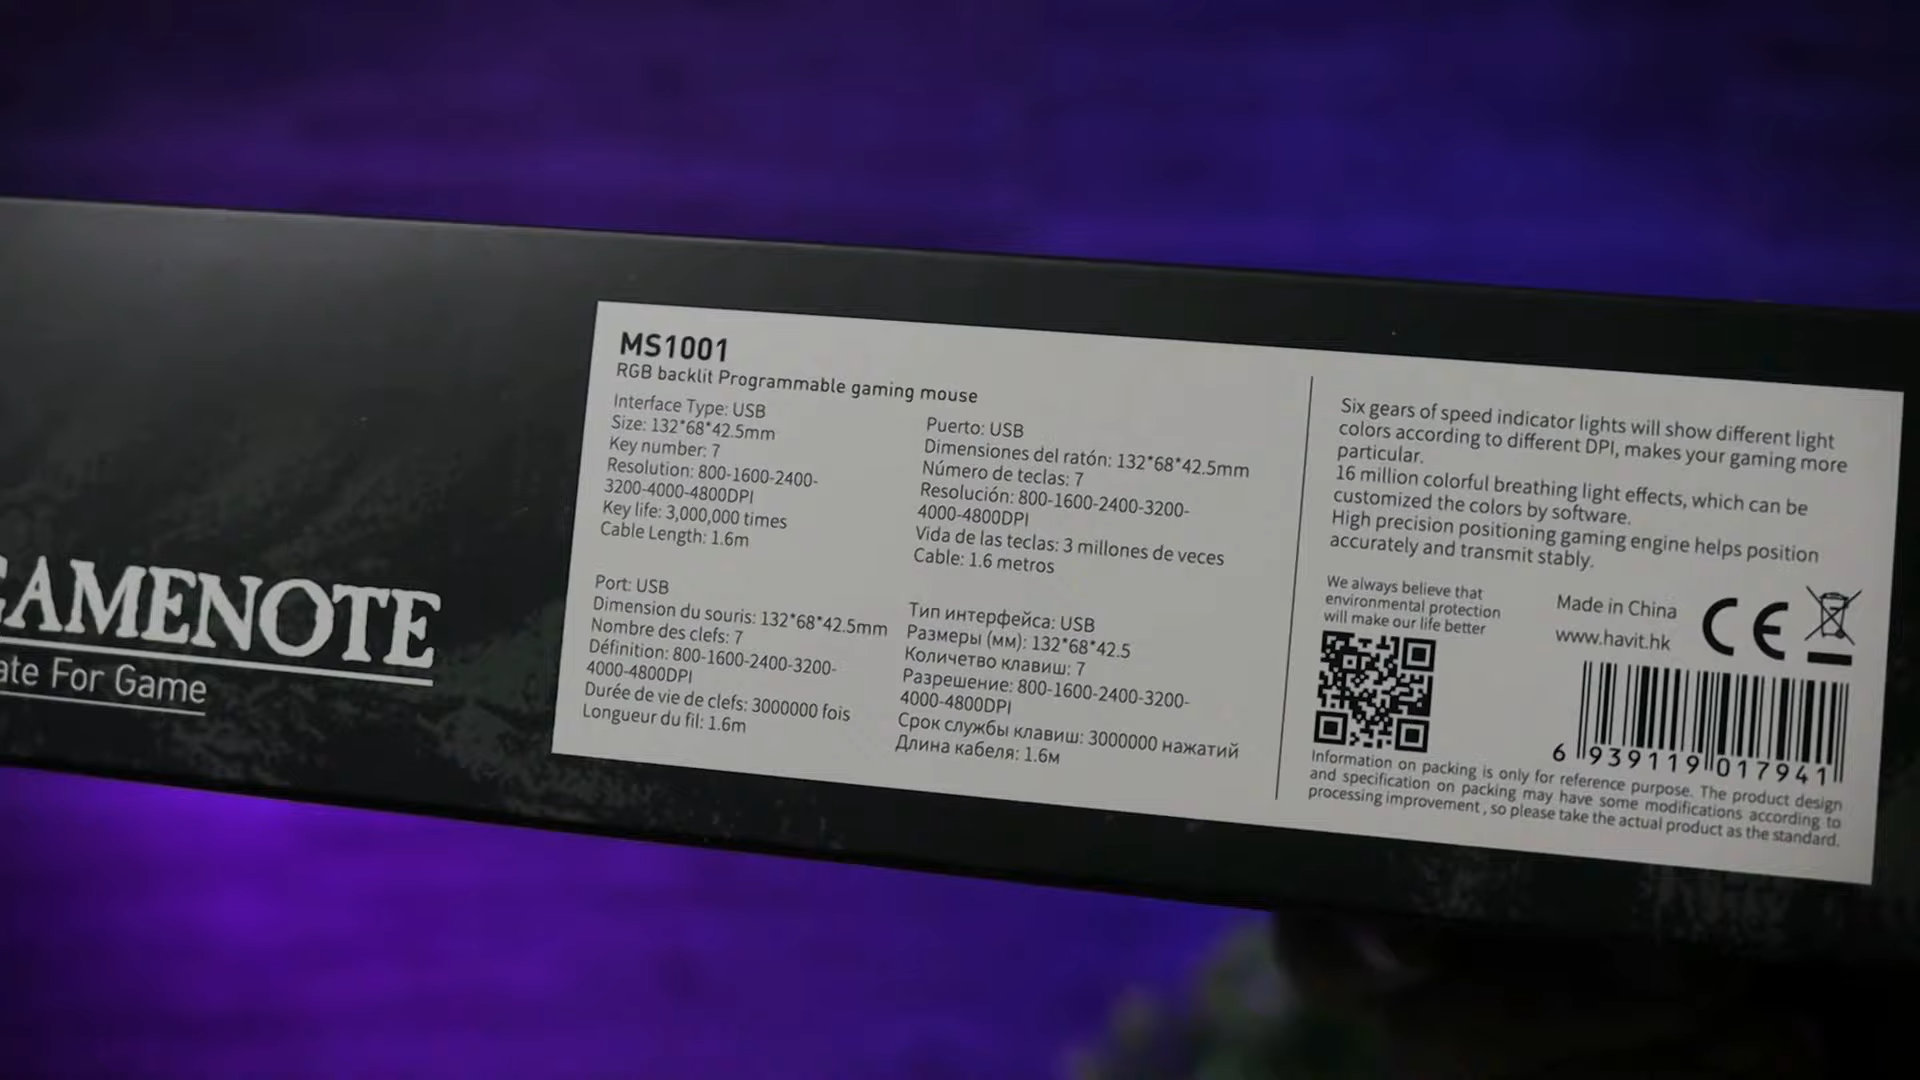 GAMENOTE
ate For Game
MS1001
RGB backlit Programmable gaming mouse
Interface Type: USB
Size: 132*68*42.5mm
Key number: 7
Resolution: 800-1600-2400-
3200-4000-4800DPI
Key life: 3,000,000 times
Cable Length: 1.6m
Puerto: USB
Dimensiones del ratón: 132*68*42.5mm
Número de teclas: 7
Resolución: 800-1600-2400-3200-
4000-4800DPI
Vida de las teclas: 3 millones de veces
Cable: 1.6 metros
Port: USB
Dimension du souris: 132*68*42.5mm
Nombre des clefs: 7
Définition: 800-1600-2400-3200-
4000-4800DPI
Durée de vie de clefs: 3000000 fois
Longueur du fil: 1.6m
Тип интерфейса: USB
Размеры (мм): 132*68*42.5
Количетво клавиш: 7
Разрешение: 800-1600-2400-3200-
4000-4800DPI
Срок службы клавиш: 3000000 нажатий
Длина кабеля: 1.6м
Six gears of speed indicator lights will show different light
colors according to different DPI, makes your gaming more
particular.
16 million colorful breathing light effects, which can be
customized the colors by software.
High precision positioning gaming engine helps position
accurately and transmit stably.
We always believe that
environmental protection
will make our life better
Made in China
www.havit.hk
CE
6 939119 017941
Information on packing is only for reference purpose. The product design
and specification on packing may have some modifications according to
processing improvement, so please take the actual product as the standard.